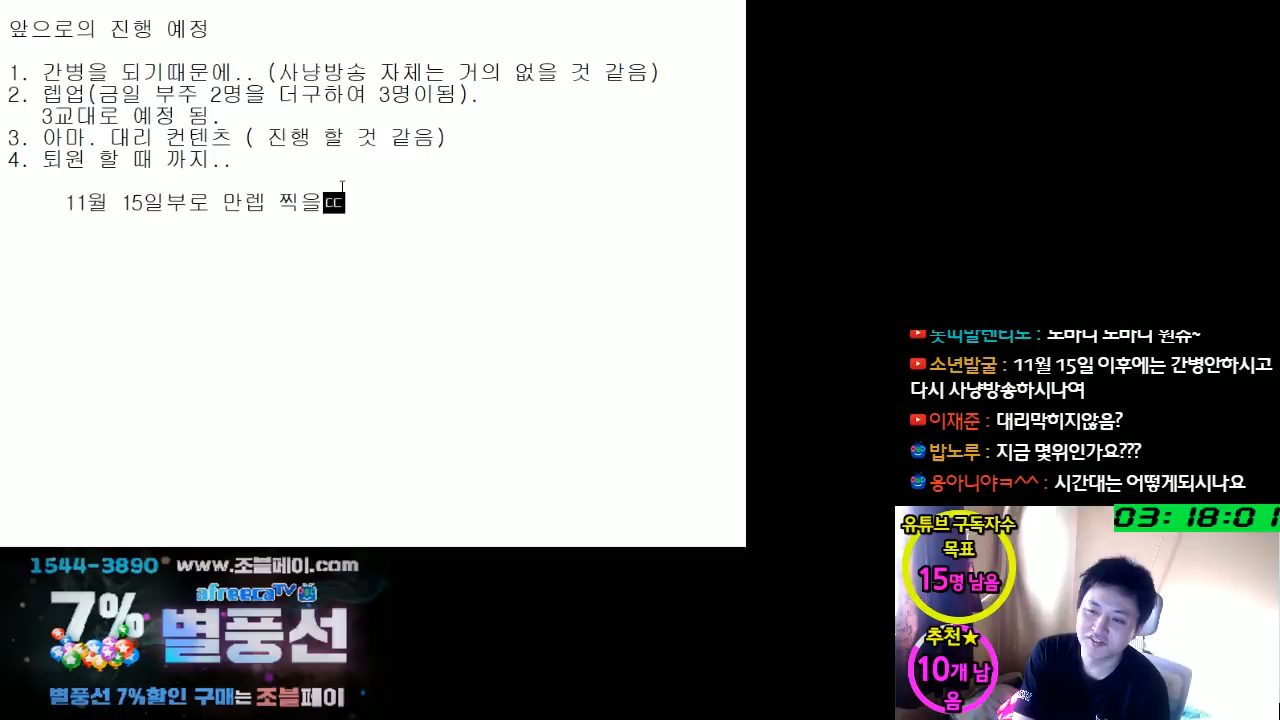 앞으로의 진행 예정
1. 간병을 되기때문에.. (사냥방송 자체는 거의 없을 것 같음)
2. 렙업(금일 부주 2명을 더구하여 3명이됨).
3교대로 예정 됨.
3. 아마. 대리 컨텐츠 ( 진행 할 것 같음)
4. 퇴원 할 때 까지..
11월 15일부로 만렙 찍을ㄸ
: 도마디 도마디 원쥬~
소년발굴 : 11월 15일 이후에는 간병안하시고
다시 사냥방송하시나여
이재준 : 대리막히지않음?
밥노루 : 지금 몇위인가요???
응아니야ㅋ^^ : 시간대는 어떻게되시나요
유튜브 구독자수
목표
15명 남음
추천★
10개 남
음
03:18:01
1544-3890 www.조블페이.com
afreecaTV
7% 별풍선
별풍선 7%할인 구매는 조블페이